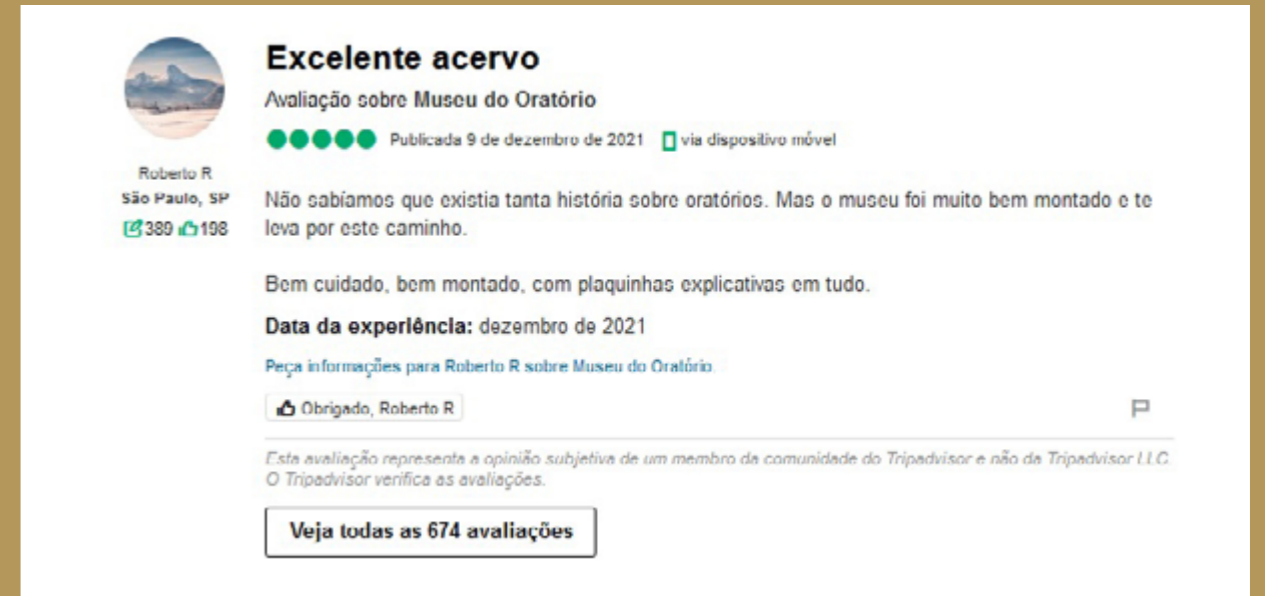 Excelente acervo
Avaliação sobre Museu do Oratório
Publicada 9 de dezembro de 2021 via dispositivo móvel
Roberto R
São Paulo, SP
389 198
Não sabíamos que existia tanta história sobre oratórios. Mas o museu foi muito bem montado e te
leva por este caminho.
Bem cuidado, bem montado, com plaquinhas explicativas em tudo.
Data da experiência: dezembro de 2021
Peça informações para Roberto R sobre Museu do Oratório.
Obrigado, Roberto R
Esta avaliação representa a opinião subjetiva de um membro da comunidade do Tripadvisor e não da Tripadvisor LLC.
O Tripadvisor verifica as avaliações.
Veja todas as 674 avaliações